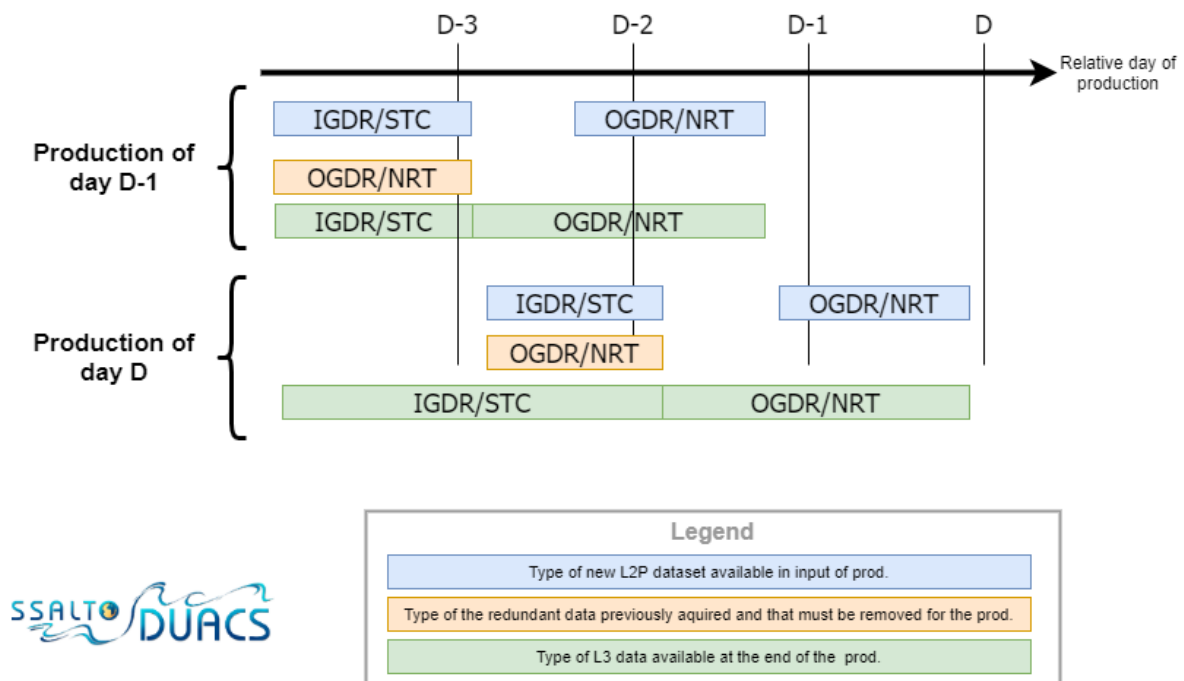 D-3 D-2 D-1 D
Relative day of
production
Production of
day D-1
IGDR/STC OGDR/NRT
OGDR/NRT
IGDR/STC OGDR/NRT
Production of
day D
IGDR/STC OGDR/NRT
OGDR/NRT
IGDR/STC OGDR/NRT
Legend
Type of new L2P dataset available in input of prod.
Type of the redundant data previously aquired and that must be removed for the prod.
Type of L3 data available at the end of the prod.
SSALTO
DUACS